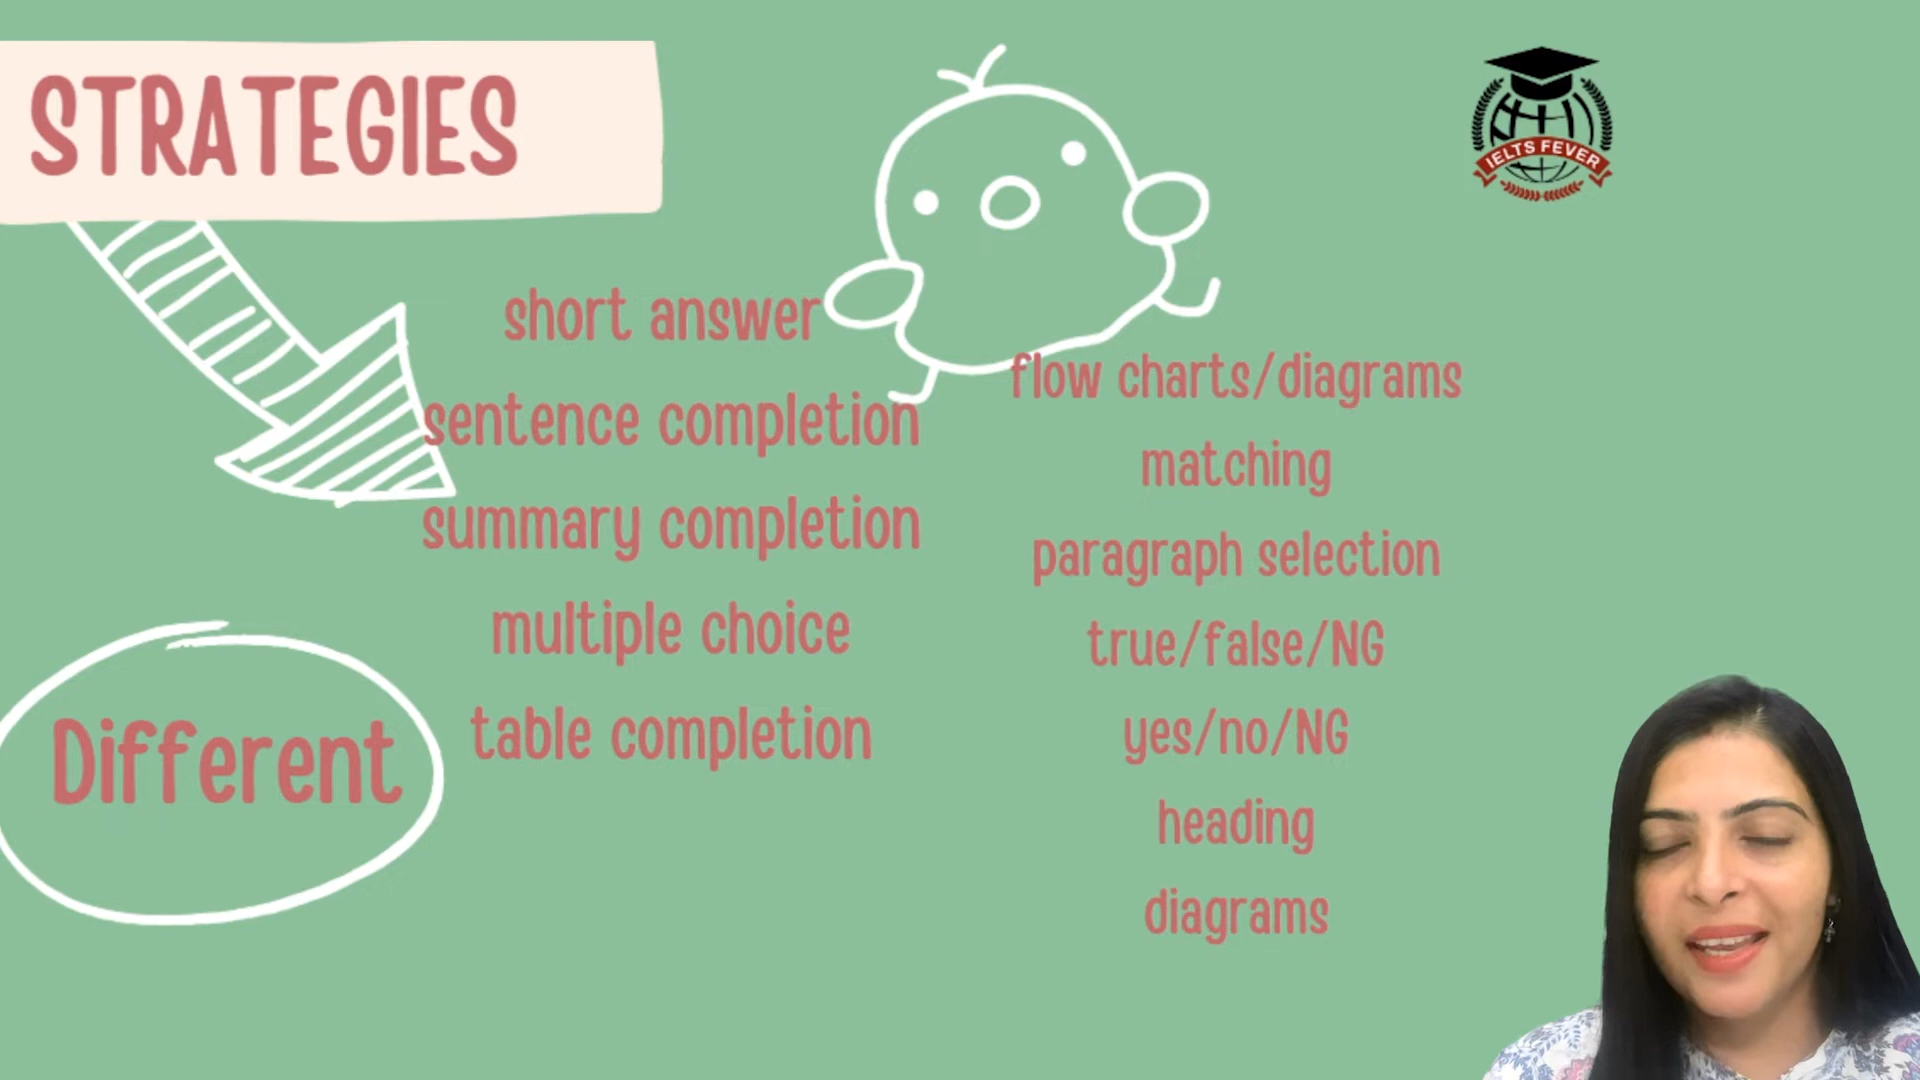 STRATEGIES
IELTS FEVER
short answer
sentence completion
summary completion
multiple choice
table completion
Different
flow charts/diagrams
matching
paragraph selection
true/false/NG
yes/no/NG
heading
diagrams